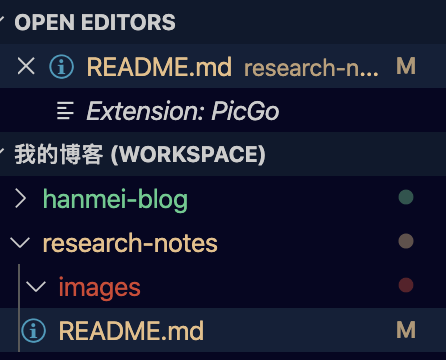 OPEN EDITORS
README.md research-n... M
Extension: PicGo
我的博客 (WORKSPACE)
hanmei-blog
research-notes
images
README.md M